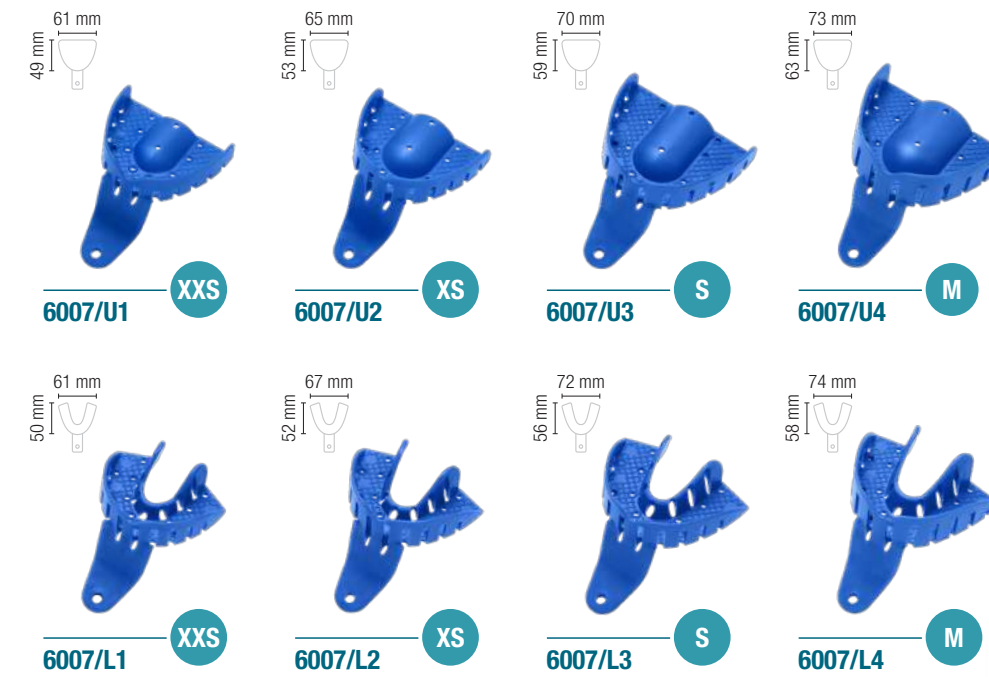 61 mm
49 mm
XXS
6007/U1
65 mm
53 mm
XS
6007/U2
70 mm
59 mm
S
6007/U3
73 mm
63 mm
M
6007/U4
61 mm
50 mm
XXS
6007/L1
67 mm
52 mm
XS
6007/L2
72 mm
56 mm
S
6007/L3
74 mm
58 mm
M
6007/L4